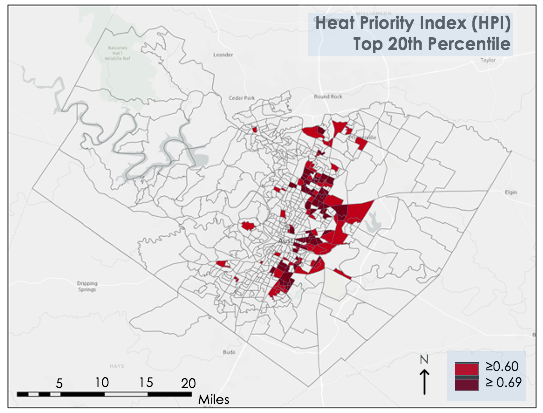 Heat Priority Index (HPI)
Top 20th Percentile
Leander
Taylor
Cedar Park
Round Rock
Elgin
Dripping
Springs
Buda
HAYS
N
≥0.60
≥ 0.69
5 10 15 20
Miles